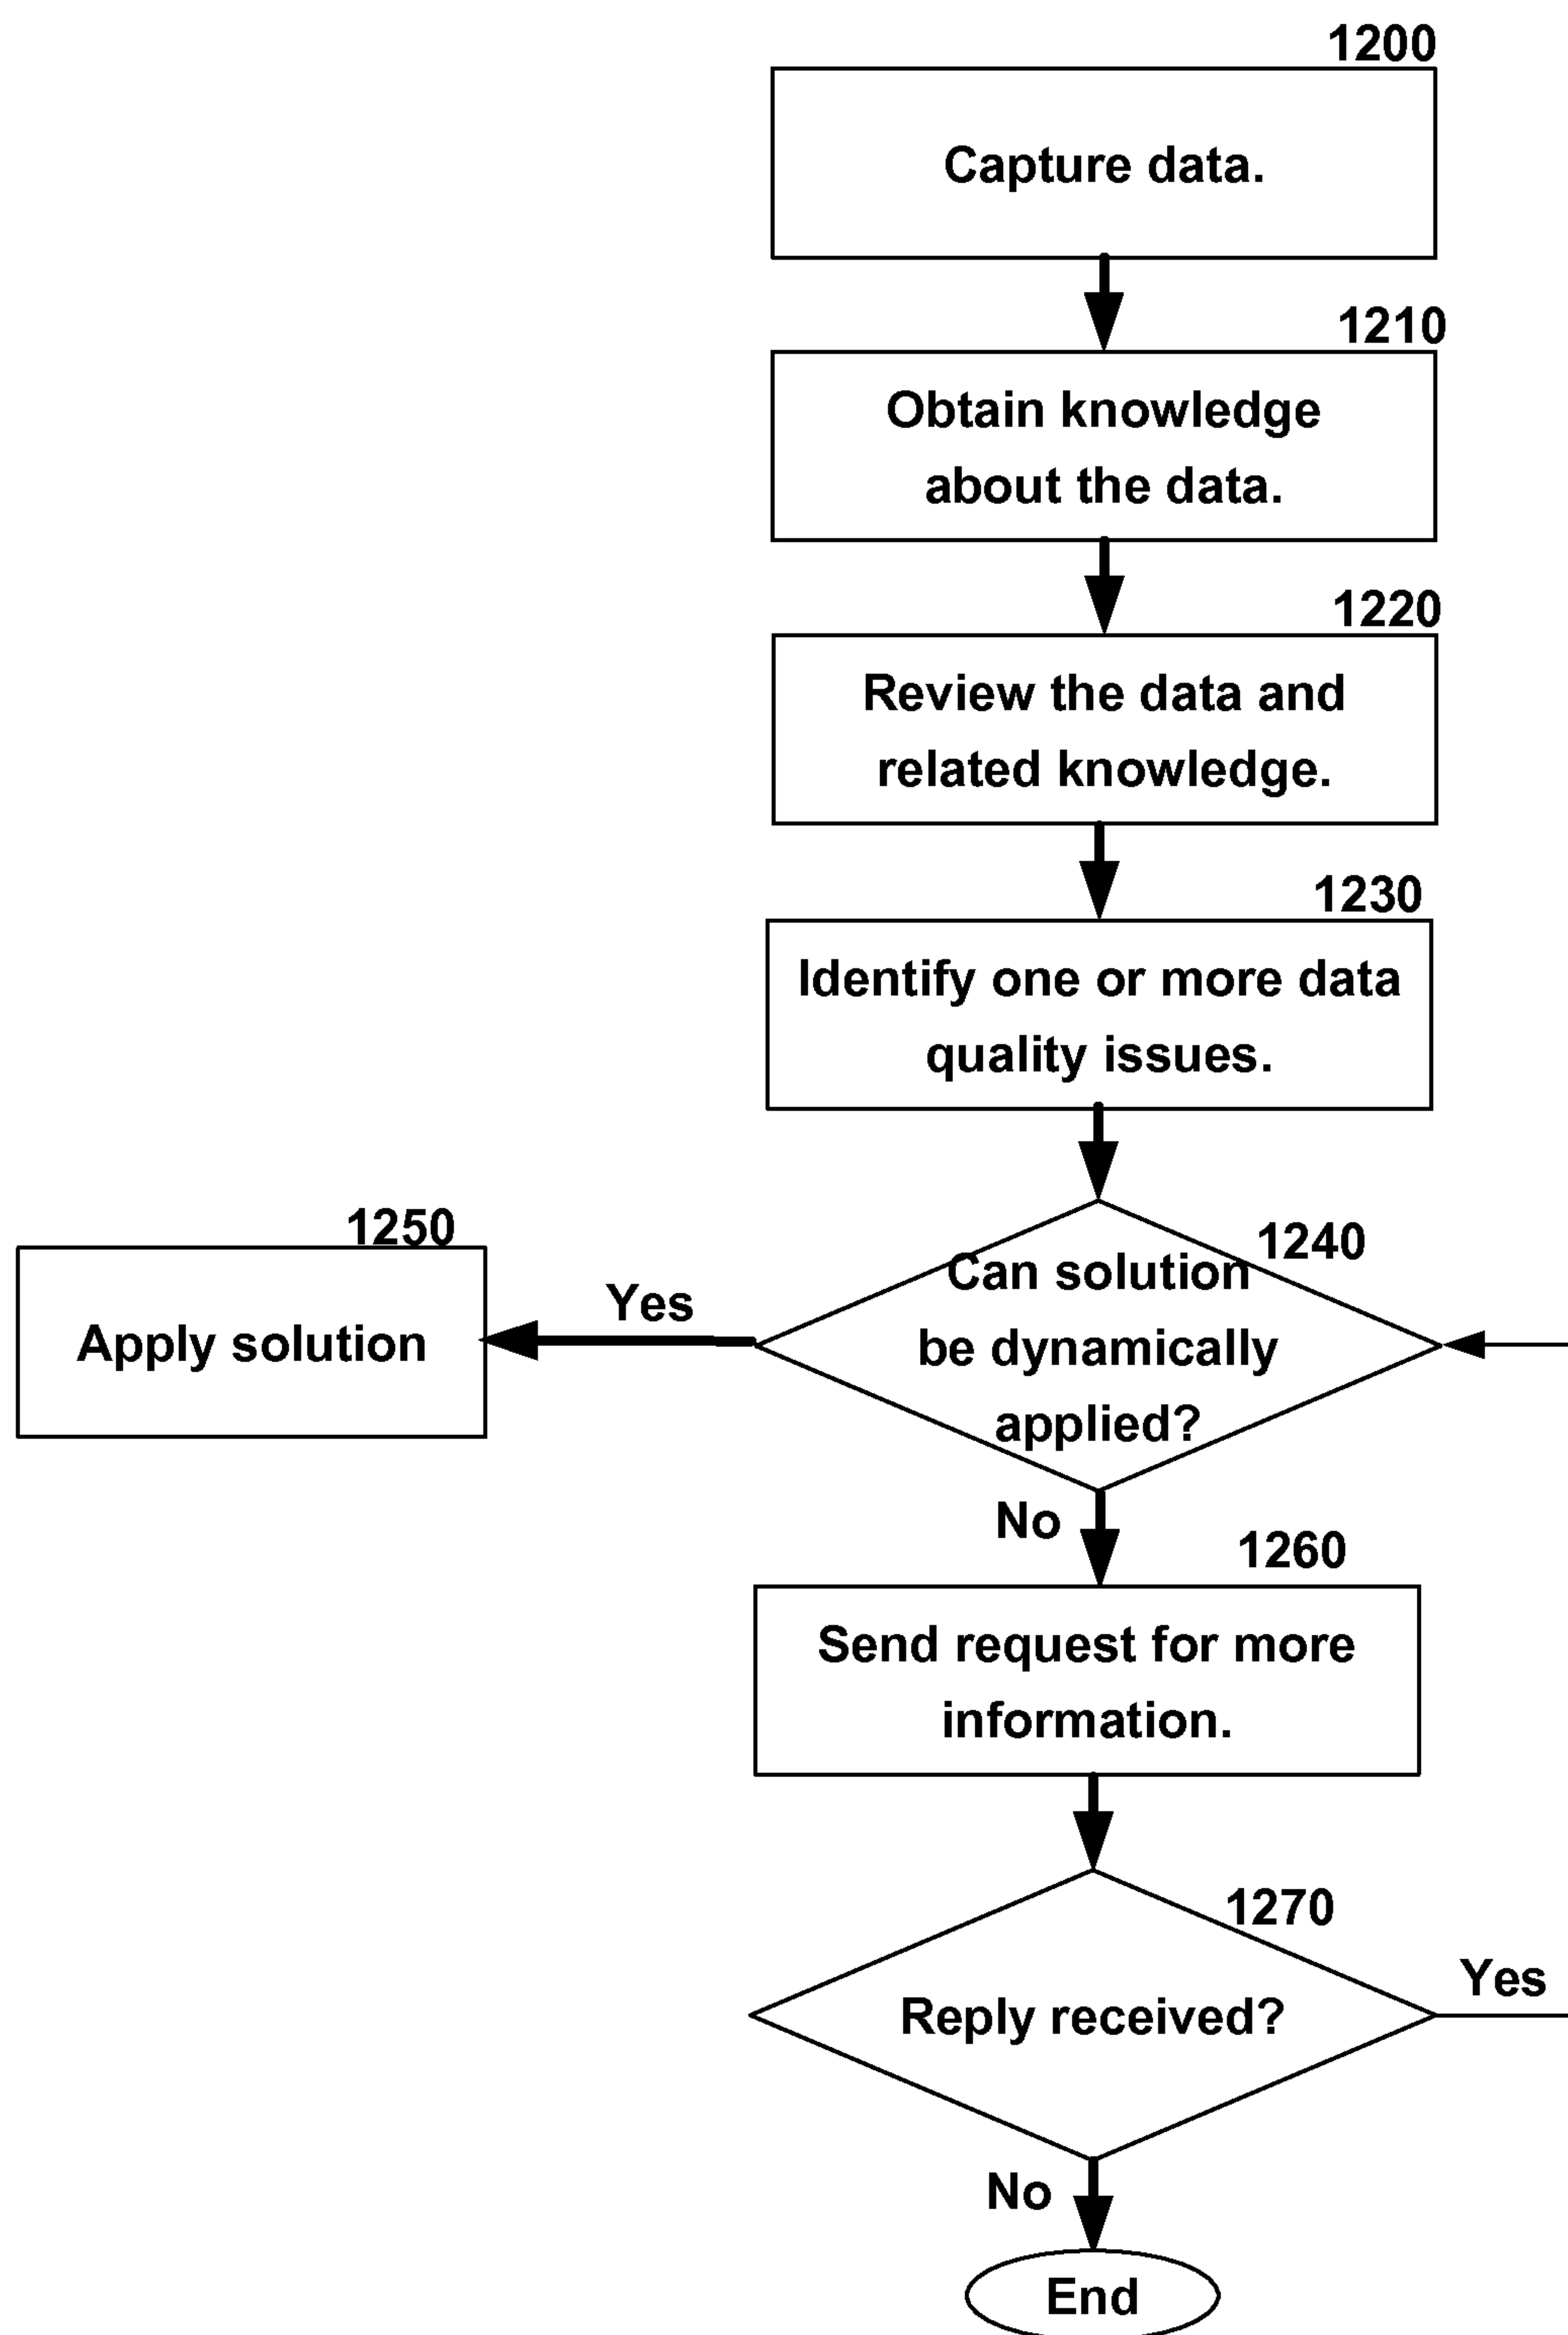 1200
Capture data.
1210
Obtain knowledge
about the data.
1220
Review the data and
related knowledge.
1230
Identify one or more data
quality issues.
1240
Can solution
be dynamically
applied?
Yes
1250
Apply solution
No
1260
Send request for more
information.
1270
Reply received?
Yes
No
End